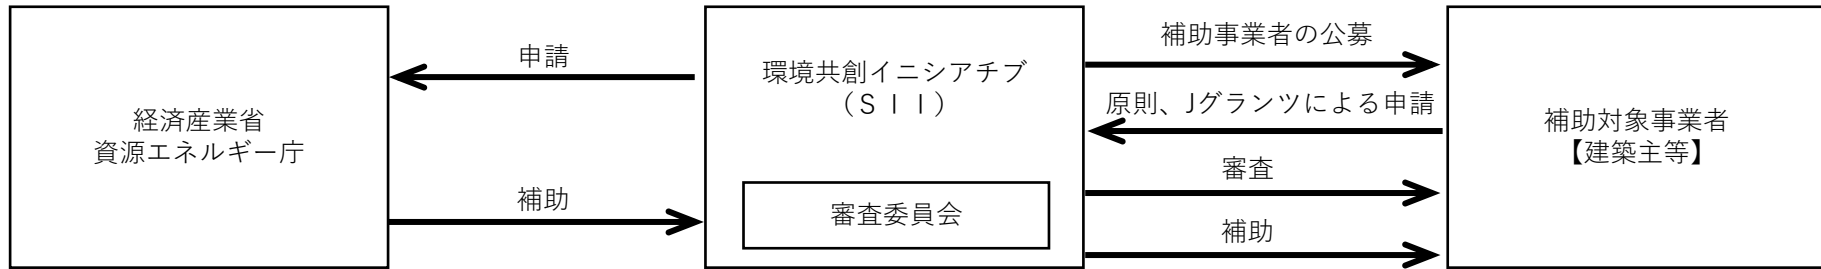 経済産業省
資源エネルギー庁
申請
補助
環境共創イニシアチブ
（ＳＩＩ）
審査委員会
補助事業者の公募
原則、Jグランツによる申請
審査
補助
補助対象事業者
【建築主等】